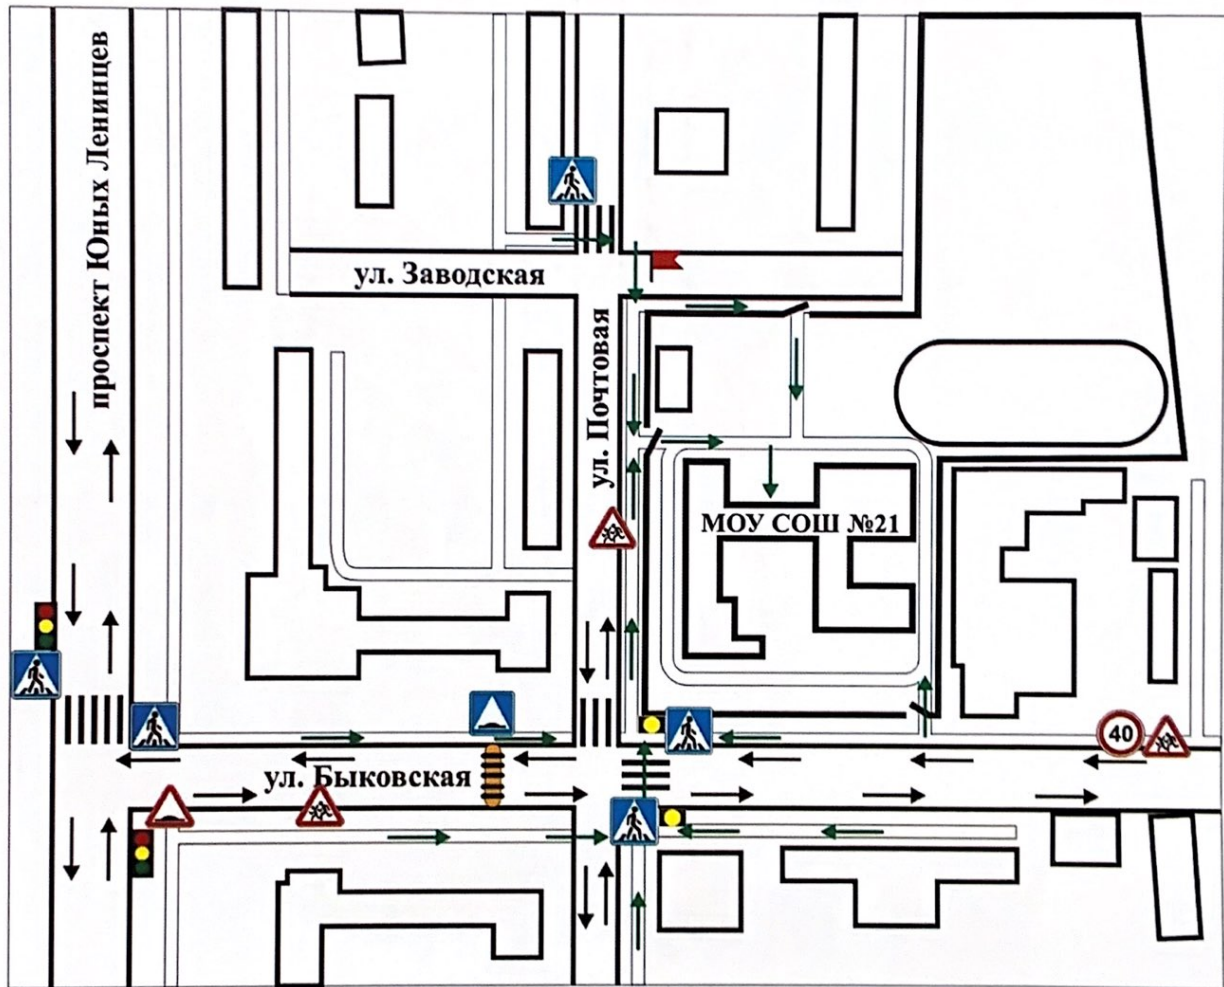 проспект Юных Ленинцев
ул. Заводская
ул. Почтовая
МОУ СОШ №21
40
ул. Быковская